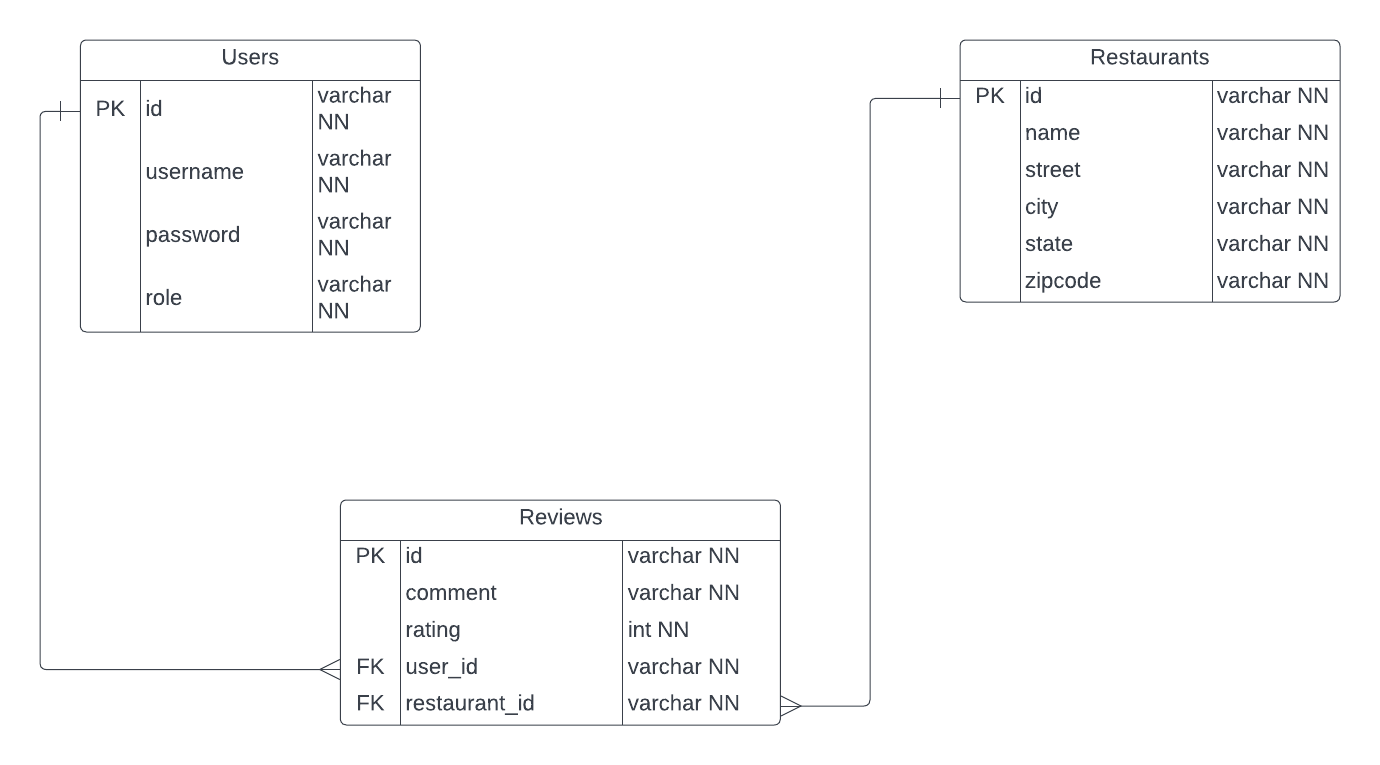 Users
PK id varchar
NN
username varchar
NN
password varchar
NN
role varchar
NN
Restaurants
PK id varchar NN
name varchar NN
street varchar NN
city varchar NN
state varchar NN
zipcode varchar NN
Reviews
PK id varchar NN
comment varchar NN
rating int NN
FK user_id varchar NN
FK restaurant_id varchar NN